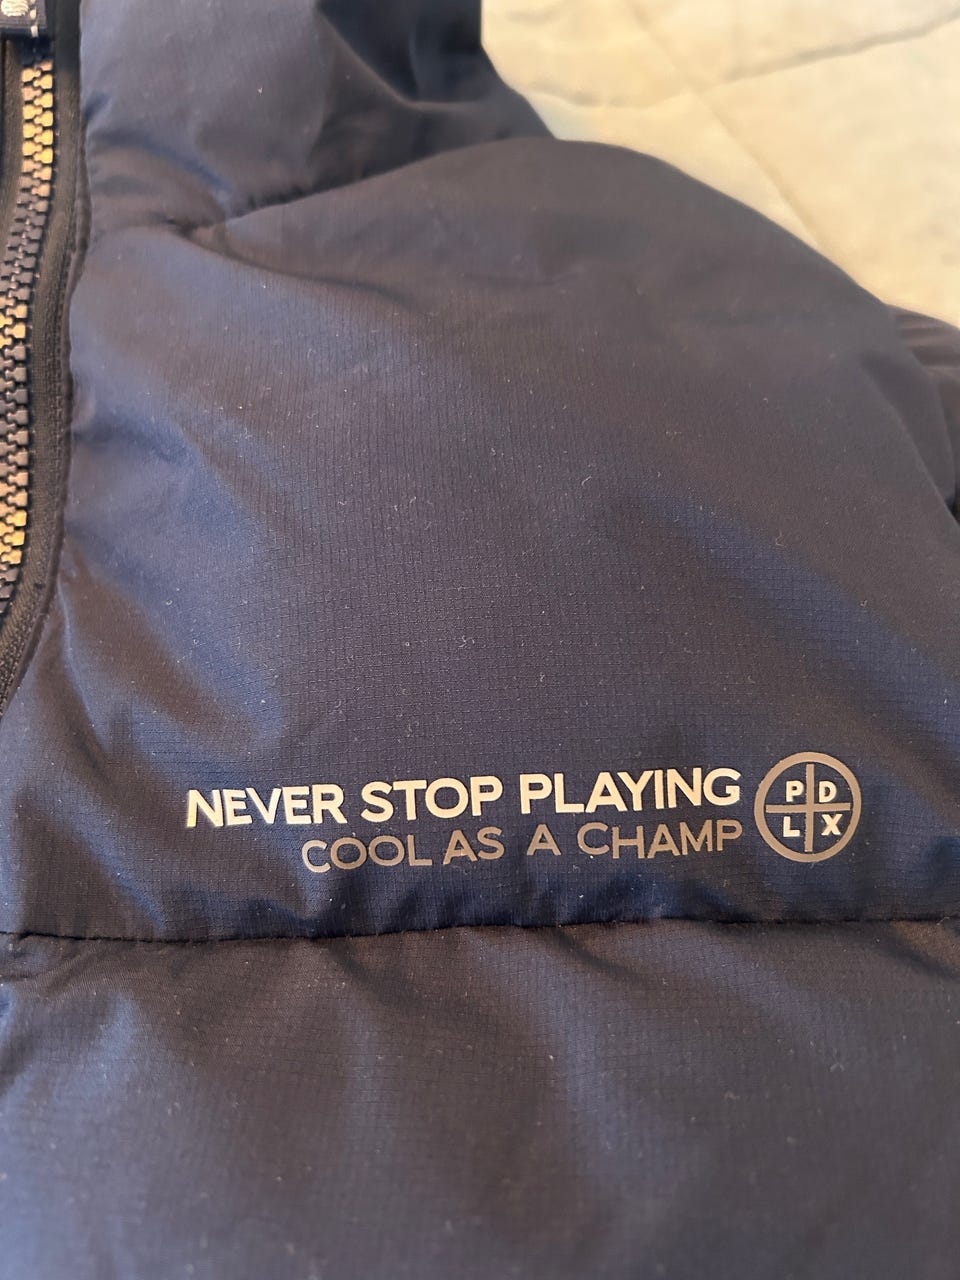 NEVER STOP PLAYING
COOL AS A CHAMP
P D
L X